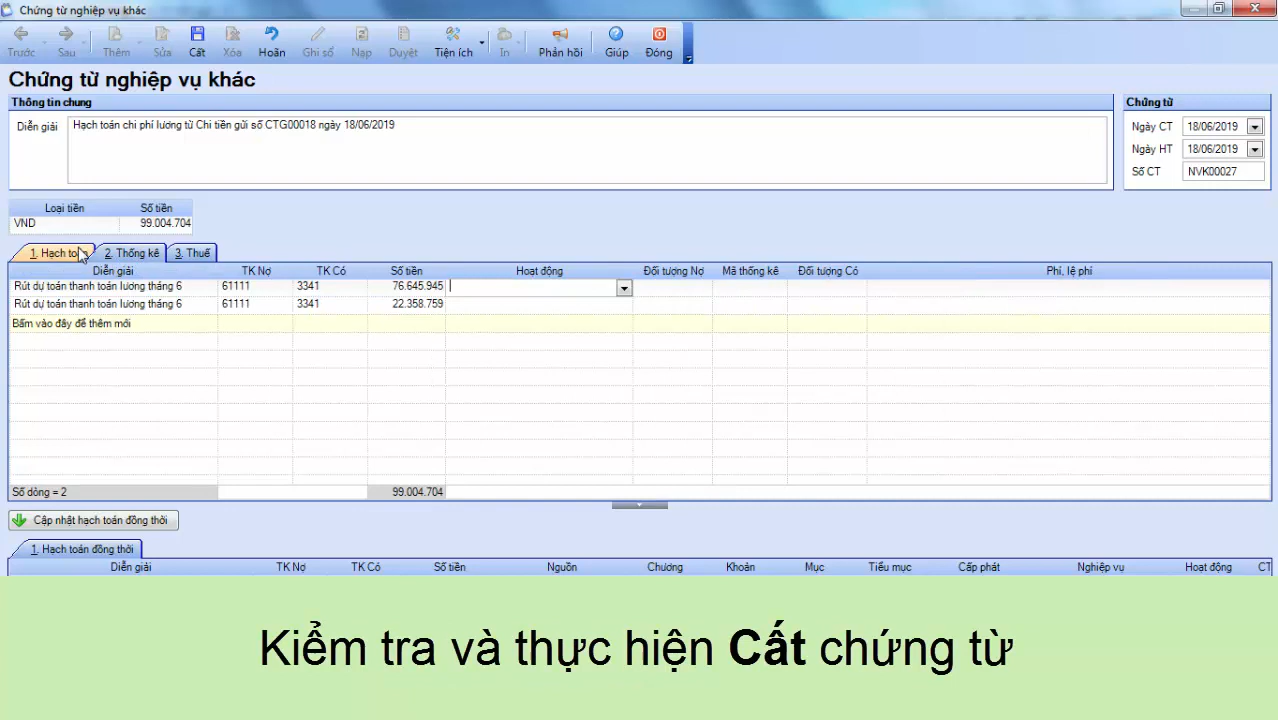 Chứng từ nghiệp vụ khác
Trước Sau Thêm Sửa Cất Xóa Hoãn Ghi sổ Nạp Duyệt Tiện ích In Phản hồi Giúp Đóng
Chứng từ nghiệp vụ khác
Thông tin chung
Diễn giải Hạch toán chi phí lương từ Chi tiền gửi số CTG00018 ngày 18/06/2019
Chứng từ
Ngày CT 18/06/2019
Ngày HT 18/06/2019
Số CT NVK00027
Loại tiền Số tiền
VND 99.004.704
1. Hạch toán 2. Thống kê 3. Thuế
Diễn giải TK Nợ TK Có Số tiền Hoạt động Đối tượng Nợ Mã thống kê Đối tượng Có Phí, lệ phí
Rút dự toán thanh toán lương tháng 6 61111 3341 76.645.945
Rút dự toán thanh toán lương tháng 6 61111 3341 22.358.759
Bấm vào đây để thêm mới
Số dòng = 2 99.004.704
Cập nhật hạch toán đồng thời
1. Hạch toán đồng thời
Diễn giải TK Nợ TK Có Số tiền Nguồn Chương Khoản Mục Tiểu mục Cấp phát Nghiệp vụ Hoạt động CT
Kiểm tra và thực hiện Cất chứng từ